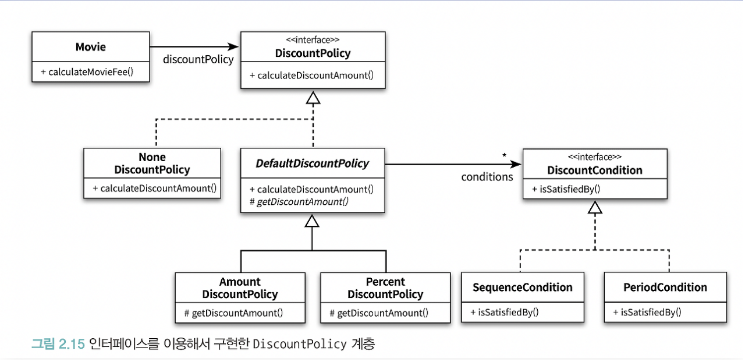 Movie
+ calculateMovieFee()
discountPolicy
<<interface>>
DiscountPolicy
+ calculateDiscountAmount()
None
DiscountPolicy
+ calculateDiscountAmount()
DefaultDiscountPolicy
+ calculateDiscountAmount()
# getDiscountAmount()
*
conditions
<<interface>>
DiscountCondition
+ isSatisfiedBy()
Amount
DiscountPolicy
# getDiscountAmount()
Percent
DiscountPolicy
# getDiscountAmount()
SequenceCondition
+ isSatisfiedBy()
PeriodCondition
+ isSatisfiedBy()
그림 2.15 인터페이스를 이용해서 구현한 DiscountPolicy 계층